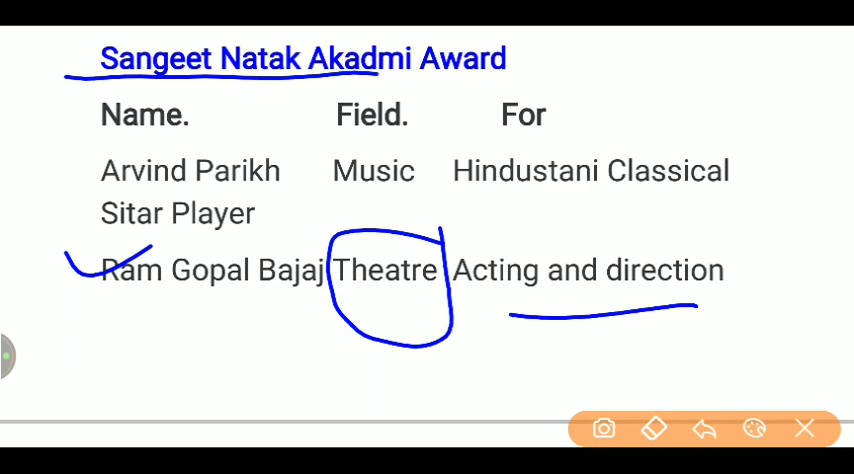 Sangeet Natak Akadmi Award
Name. Field. For
Arvind Parikh Music Hindustani Classical
Sitar Player
Ram Gopal Bajaj Theatre Acting and direction